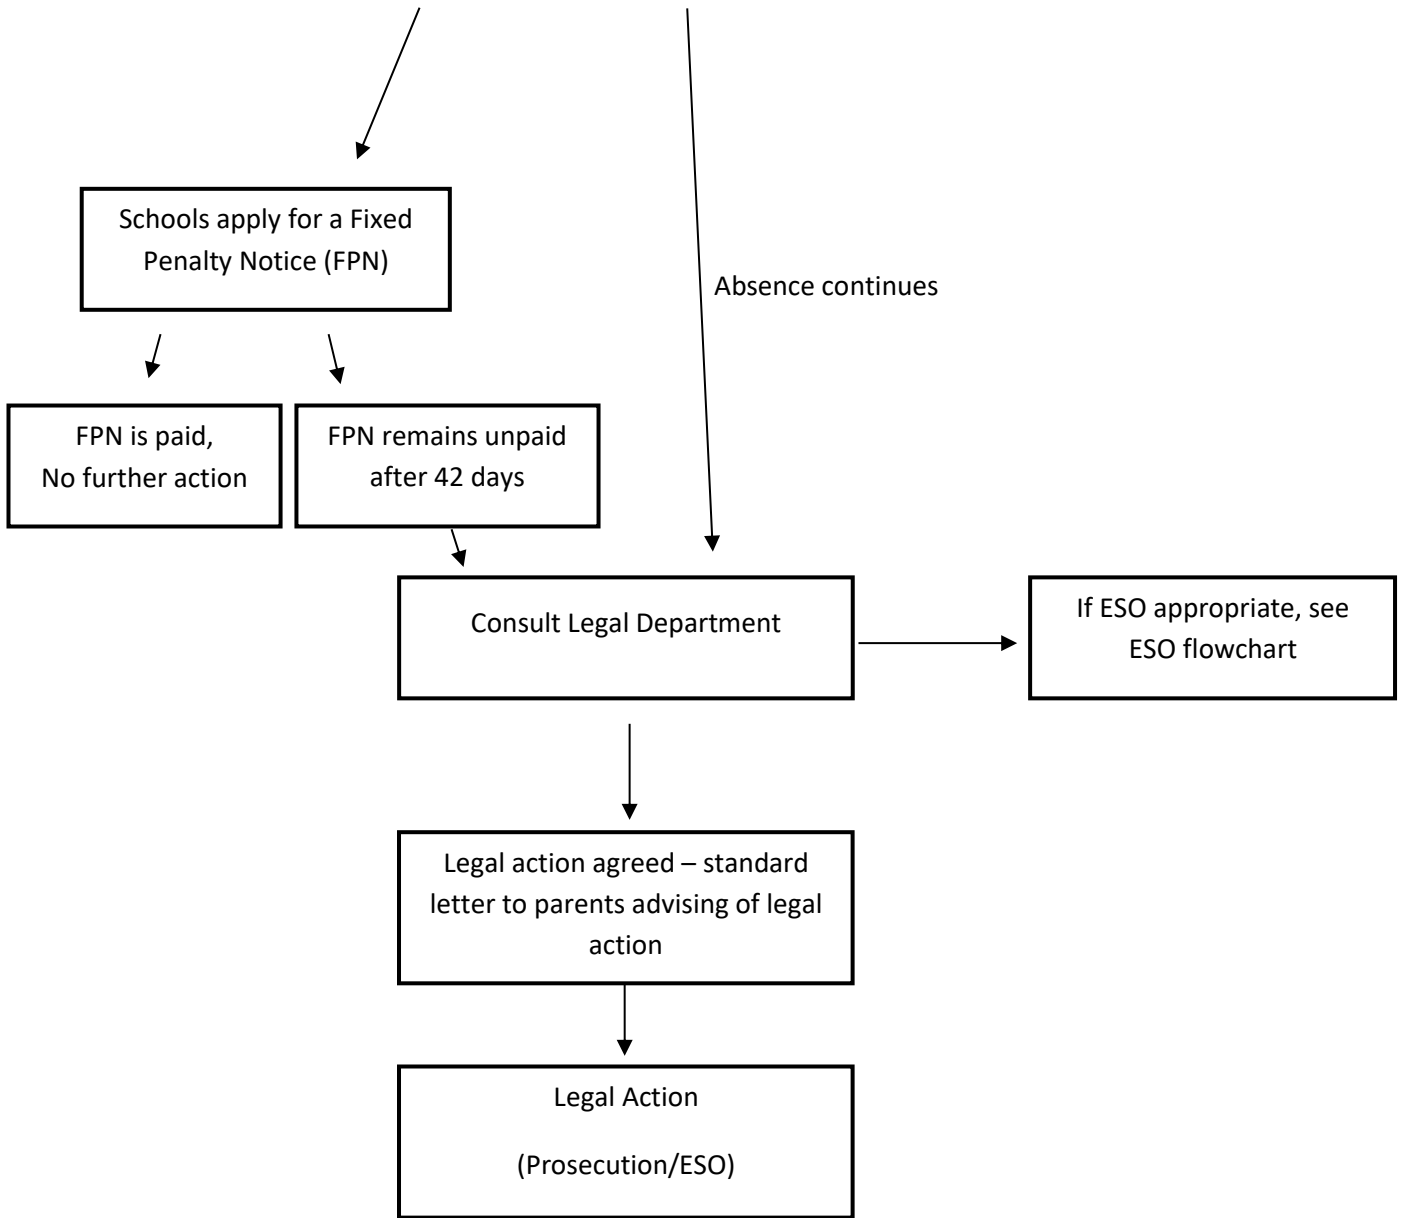 Schools apply for a Fixed
Penalty Notice (FPN)
Absence continues
FPN is paid,
No further action
FPN remains unpaid
after 42 days
Consult Legal Department
If ESO appropriate, see
ESO flowchart
Legal action agreed – standard
letter to parents advising of legal
action
Legal Action
(Prosecution/ESO)